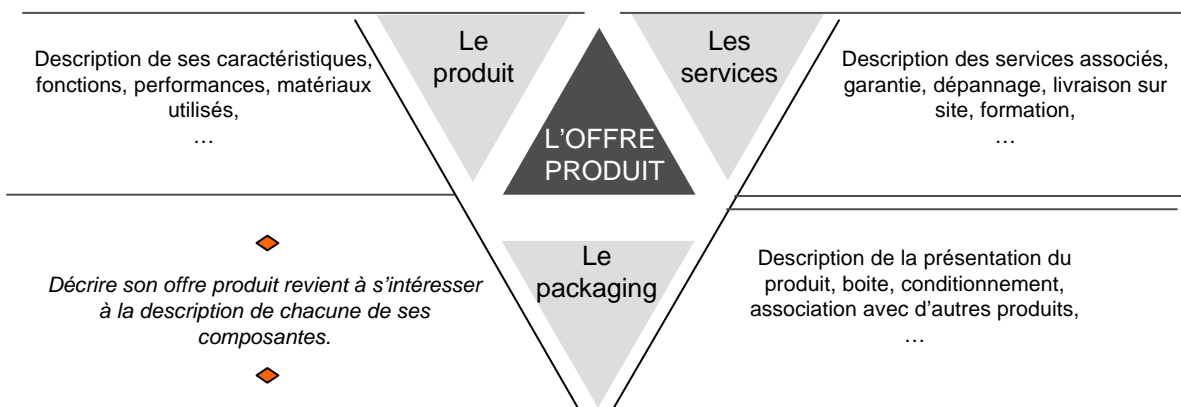 Le
produit
Les
services
Description de ses caractéristiques,
fonctions, performances, matériaux
utilisés,
…
L’OFFRE
PRODUIT
Description des services associés,
garantie, dépannage, livraison sur
site, formation,
…
Décrire son offre produit revient à s’intéresser
à la description de chacune de ses
composantes.
Le
packaging
Description de la présentation du
produit, boite, conditionnement,
association avec d’autres produits,
…